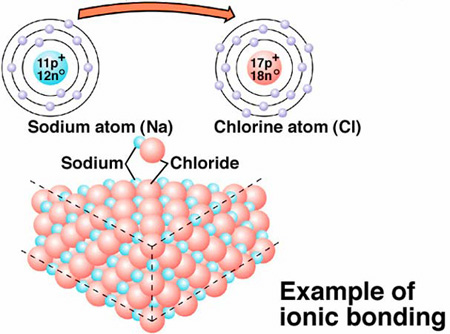 11p+
12n°
17p+
18n°
Sodium atom (Na)
Chlorine atom (Cl)
Sodium
Chloride
Example of
ionic bonding